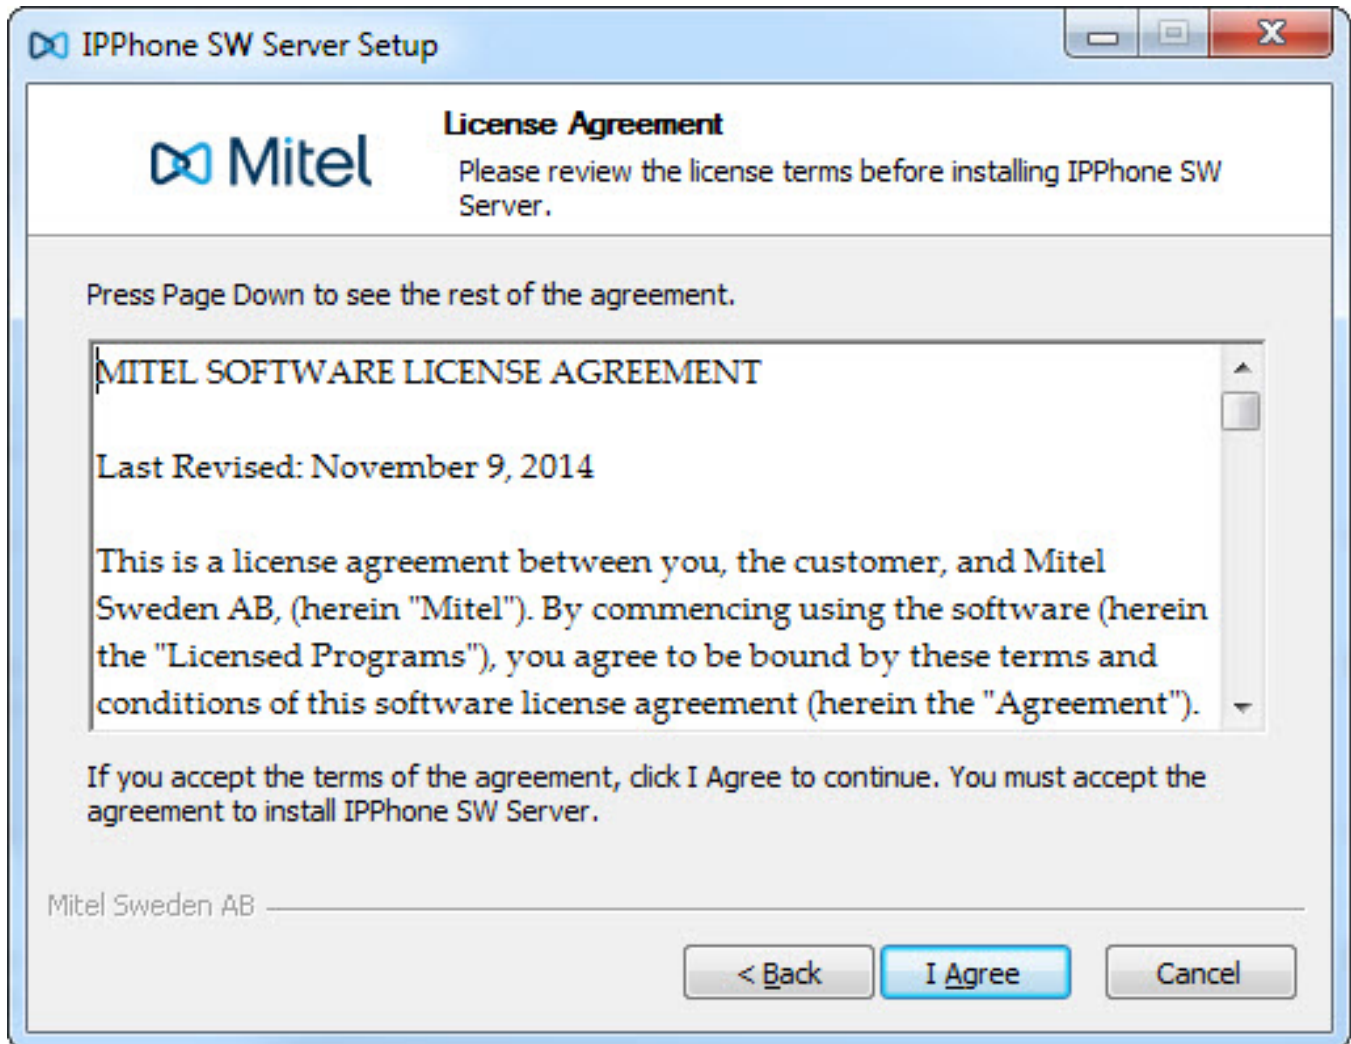 IPPhone SW Server Setup
Mitel
License Agreement
Please review the license terms before installing IPPhone SW
Server.
Press Page Down to see the rest of the agreement.
MITEL SOFTWARE LICENSE AGREEMENT
Last Revised: November 9, 2014
This is a license agreement between you, the customer, and Mitel
Sweden AB, (herein "Mitel"). By commencing using the software (herein
the "Licensed Programs"), you agree to be bound by these terms and
conditions of this software license agreement (herein the "Agreement").
If you accept the terms of the agreement, click I Agree to continue. You must accept the
agreement to install IPPhone SW Server.
Mitel Sweden AB
< Back
I Agree
Cancel